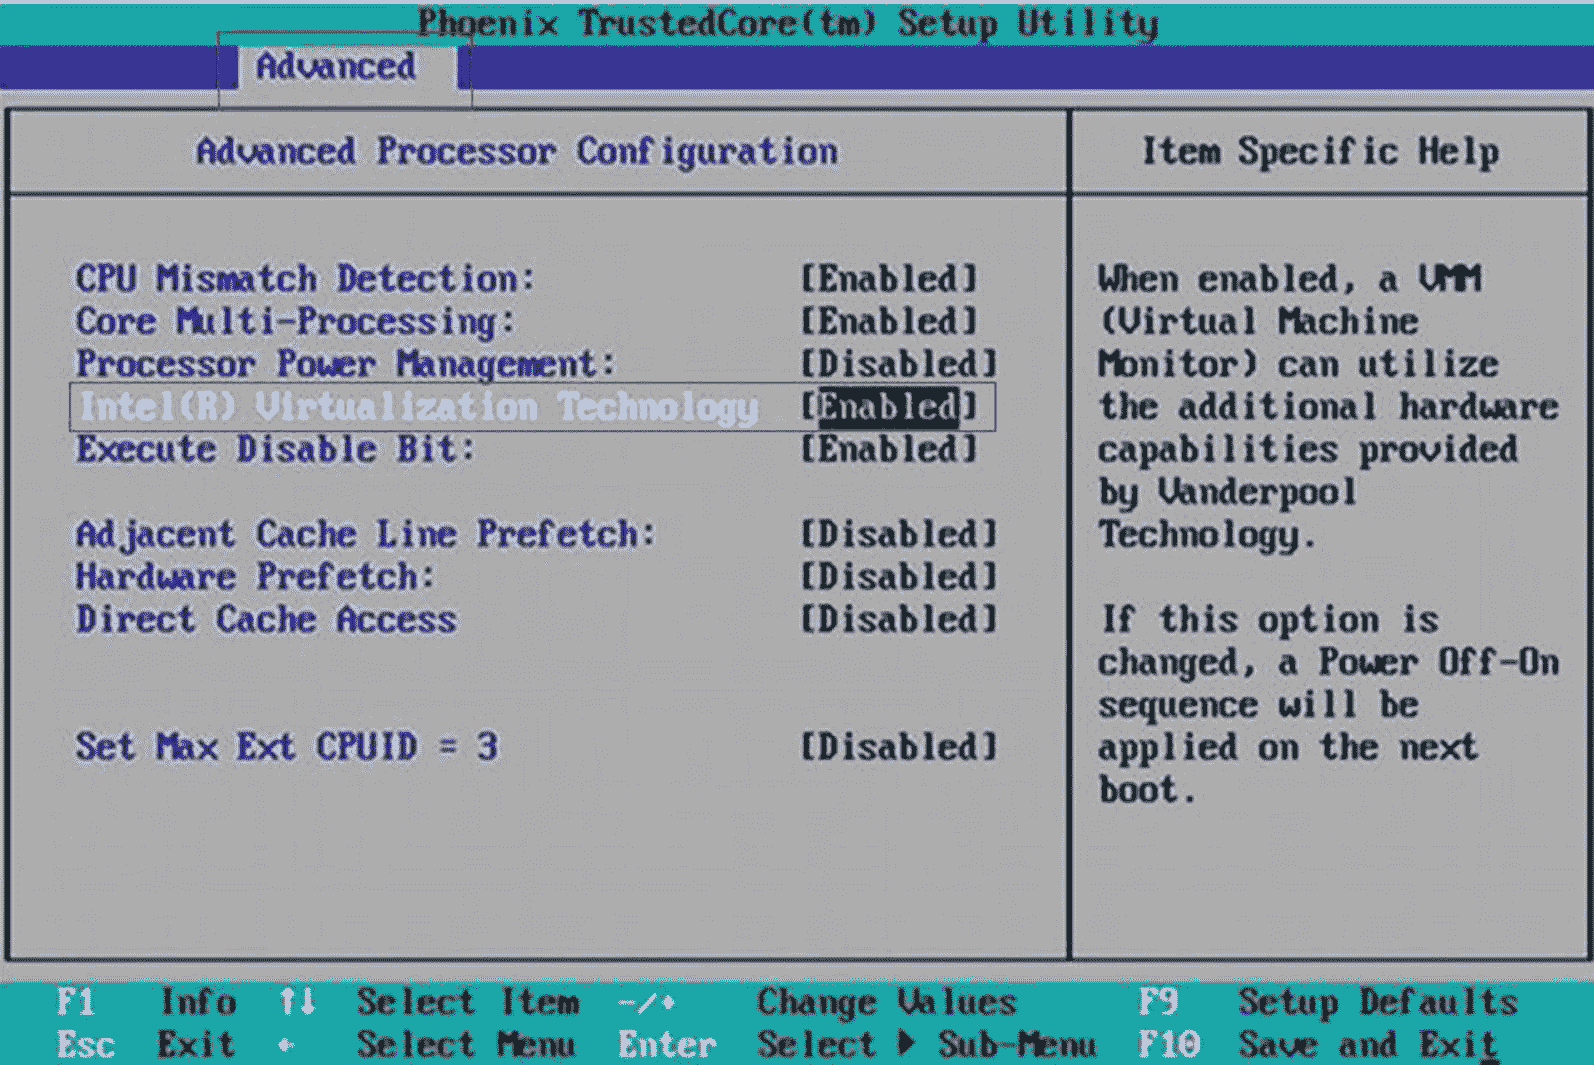 Phoenix TrustedCore(tm) Setup Utility
Advanced
Advanced Processor Configuration
Item Specific Help
CPU Mismatch Detection: [Enabled]
Core Multi-Processing: [Enabled]
Processor Power Management: [Disabled]
Intel(R) Virtualization Technology [Enabled]
Execute Disable Bit: [Enabled]
Adjacent Cache Line Prefetch: [Disabled]
Hardware Prefetch: [Disabled]
Direct Cache Access [Disabled]
Set Max Ext CPUID = 3 [Disabled]
When enabled, a VMM
(Virtual Machine
Monitor) can utilize
the additional hardware
capabilities provided
by Vanderpool
Technology.
If this option is
changed, a Power Off-On
sequence will be
applied on the next
boot.
F1 Info ↑↓ Select Item -/+ Change Values F9 Setup Defaults
Esc Exit ← Select Menu Enter Select ▶ Sub-Menu F10 Save and Exit